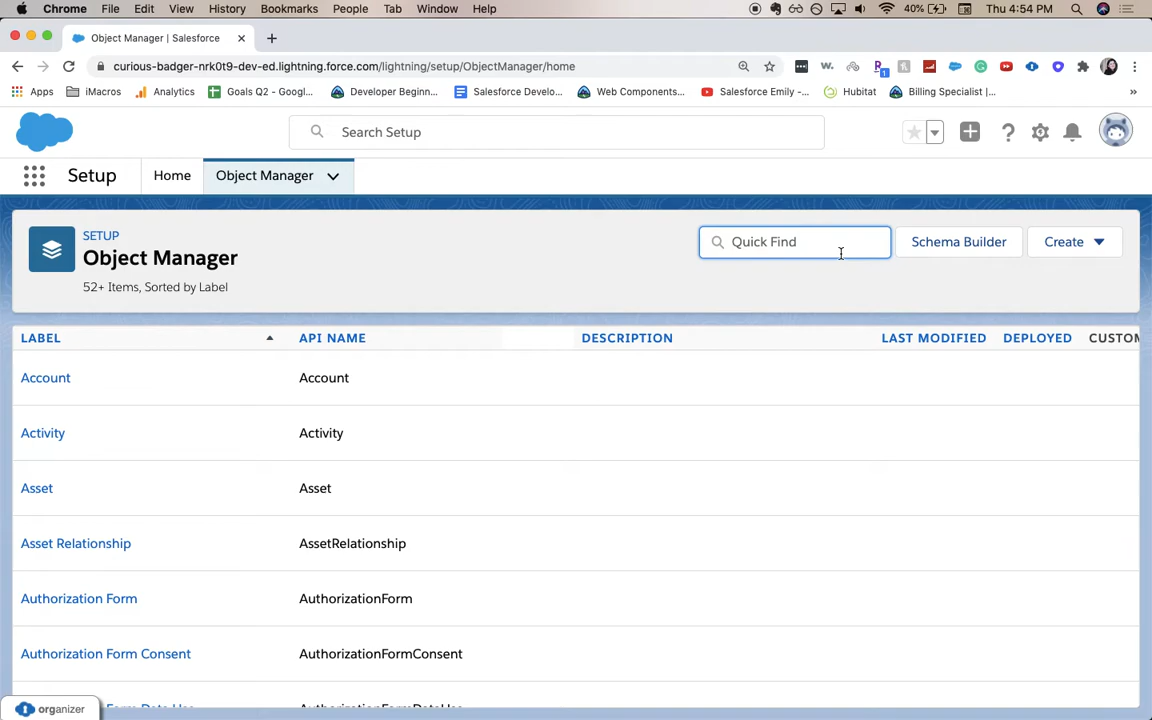 Chrome File Edit View History Bookmarks People Tab Window Help 40% Thu 4:54 PM
Object Manager | Salesforce
curious-badger-nrk0t9-dev-ed.lightning.force.com/lightning/setup/ObjectManager/home
Apps iMacros Analytics Goals Q2 - Googl... Developer Beginn... Salesforce Develo... Web Components... Salesforce Emily -... Hubitat Billing Specialist |... »
Search Setup
Setup Home Object Manager
SETUP
Object Manager
52+ Items, Sorted by Label
Quick Find Schema Builder Create
LABEL API NAME DESCRIPTION LAST MODIFIED DEPLOYED CUSTOM
Account Account
Activity Activity
Asset Asset
Asset Relationship AssetRelationship
Authorization Form AuthorizationForm
Authorization Form Consent AuthorizationFormConsent
organizer